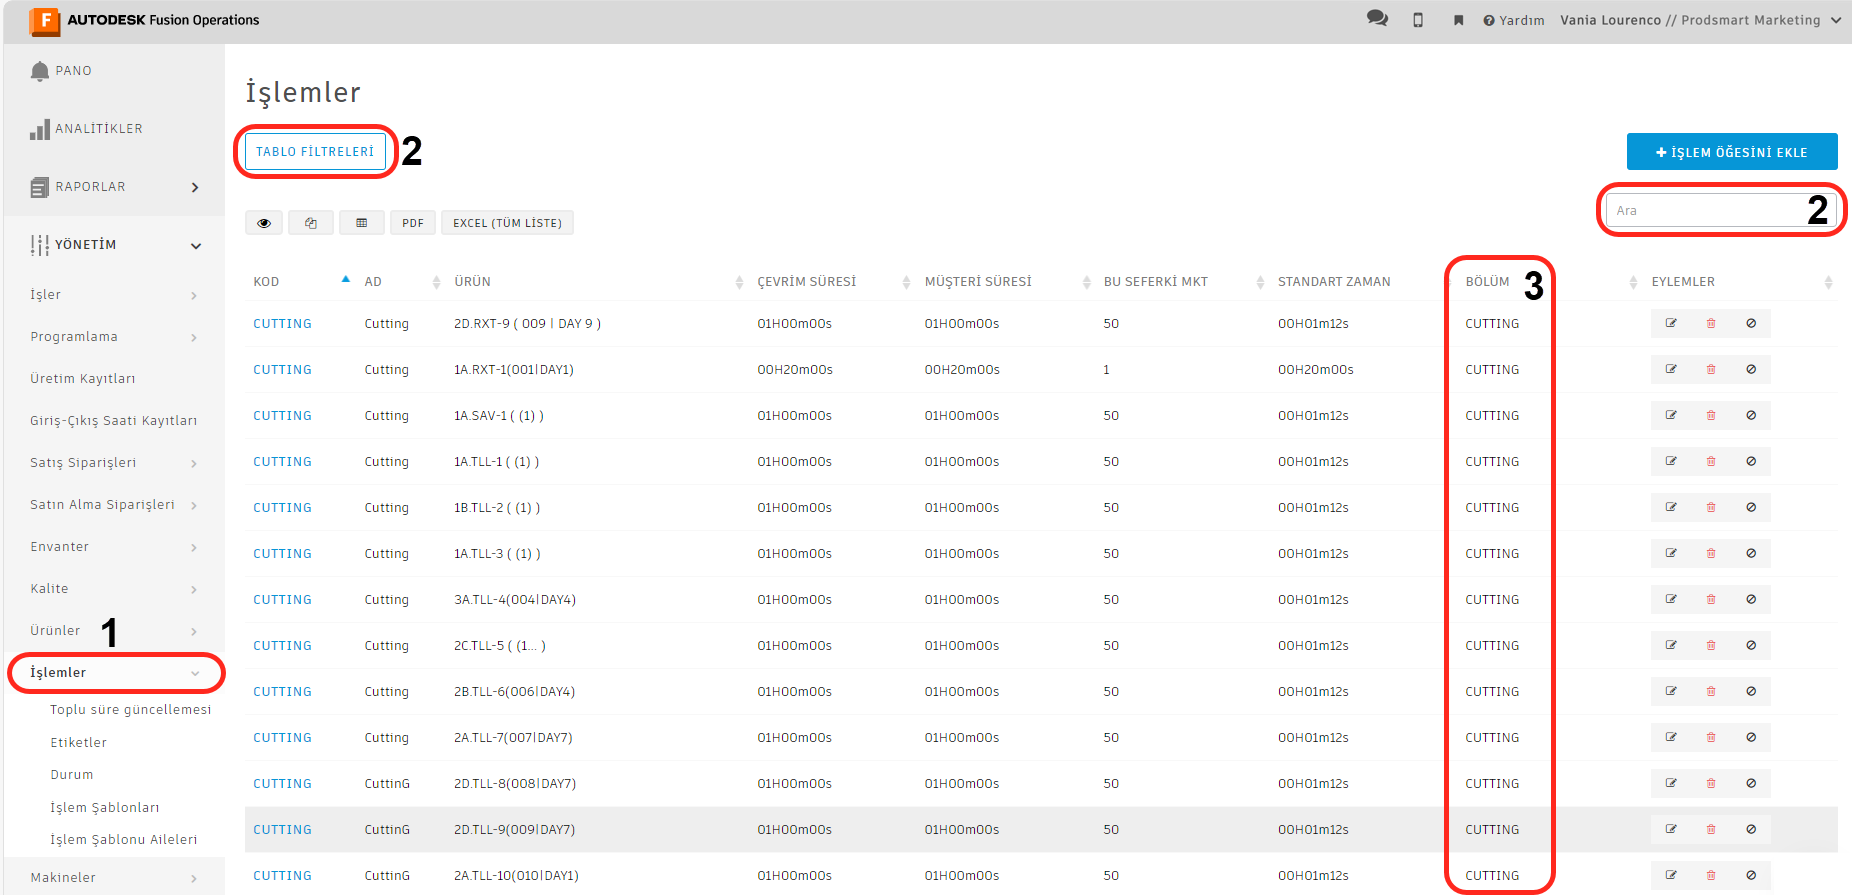 F AUTODESK Fusion Operations
Yardım Vania Lourenco // Prodsmart Marketing
PANO
ANALİTİKLER
RAPORLAR
YÖNETİM
İşler
Programlama
Üretim Kayıtları
Giriş-Çıkış Saati Kayıtları
Satış Siparişleri
Satın Alma Siparişleri
Envanter
Kalite
Ürünler 1
İşlemler
Toplu süre güncellemesi
Etiketler
Durum
İşlem Şablonları
İşlem Şablonu Aileleri
Makineler
İşlemler
TABLO FİLTRELERİ 2
+ İŞLEM ÖĞESİNİ EKLE
Ara 2
PDF EXCEL (TÜM LİSTE)
KOD AD ÜRÜN ÇEVRİM SÜRESİ MÜŞTERİ SÜRESİ BU SEFERKİ MKT STANDART ZAMAN BÖLÜM 3 EYLEMLER
CUTTING Cutting 2D.RXT-9 ( 009 | DAY 9 ) 01H00m00s 01H00m00s 50 00H01m12s CUTTING
CUTTING Cutting 1A.RXT-1(001|DAY1) 00H20m00s 00H20m00s 1 00H20m00s CUTTING
CUTTING Cutting 1A.SAV-1 ( (1) ) 01H00m00s 01H00m00s 50 00H01m12s CUTTING
CUTTING Cutting 1A.TLL-1 ( (1) ) 01H00m00s 01H00m00s 50 00H01m12s CUTTING
CUTTING Cutting 1B.TLL-2 ( (1) ) 01H00m00s 01H00m00s 50 00H01m12s CUTTING
CUTTING Cutting 1A.TLL-3 ( (1) ) 01H00m00s 01H00m00s 50 00H01m12s CUTTING
CUTTING Cutting 3A.TLL-4(004|DAY4) 01H00m00s 01H00m00s 50 00H01m12s CUTTING
CUTTING Cutting 2C.TLL-5 ( (1... ) 01H00m00s 01H00m00s 50 00H01m12s CUTTING
CUTTING Cutting 2B.TLL-6(006|DAY4) 01H00m00s 01H00m00s 50 00H01m12s CUTTING
CUTTING Cutting 2A.TLL-7(007|DAY7) 01H00m00s 01H00m00s 50 00H01m12s CUTTING
CUTTING CuttinG 2D.TLL-8(008|DAY7) 01H00m00s 01H00m00s 50 00H01m12s CUTTING
CUTTING CuttinG 2D.TLL-9(009|DAY7) 01H00m00s 01H00m00s 50 00H01m12s CUTTING
CUTTING CuttinG 2A.TLL-10(010|DAY1) 01H00m00s 01H00m00s 50 00H01m12s CUTTING